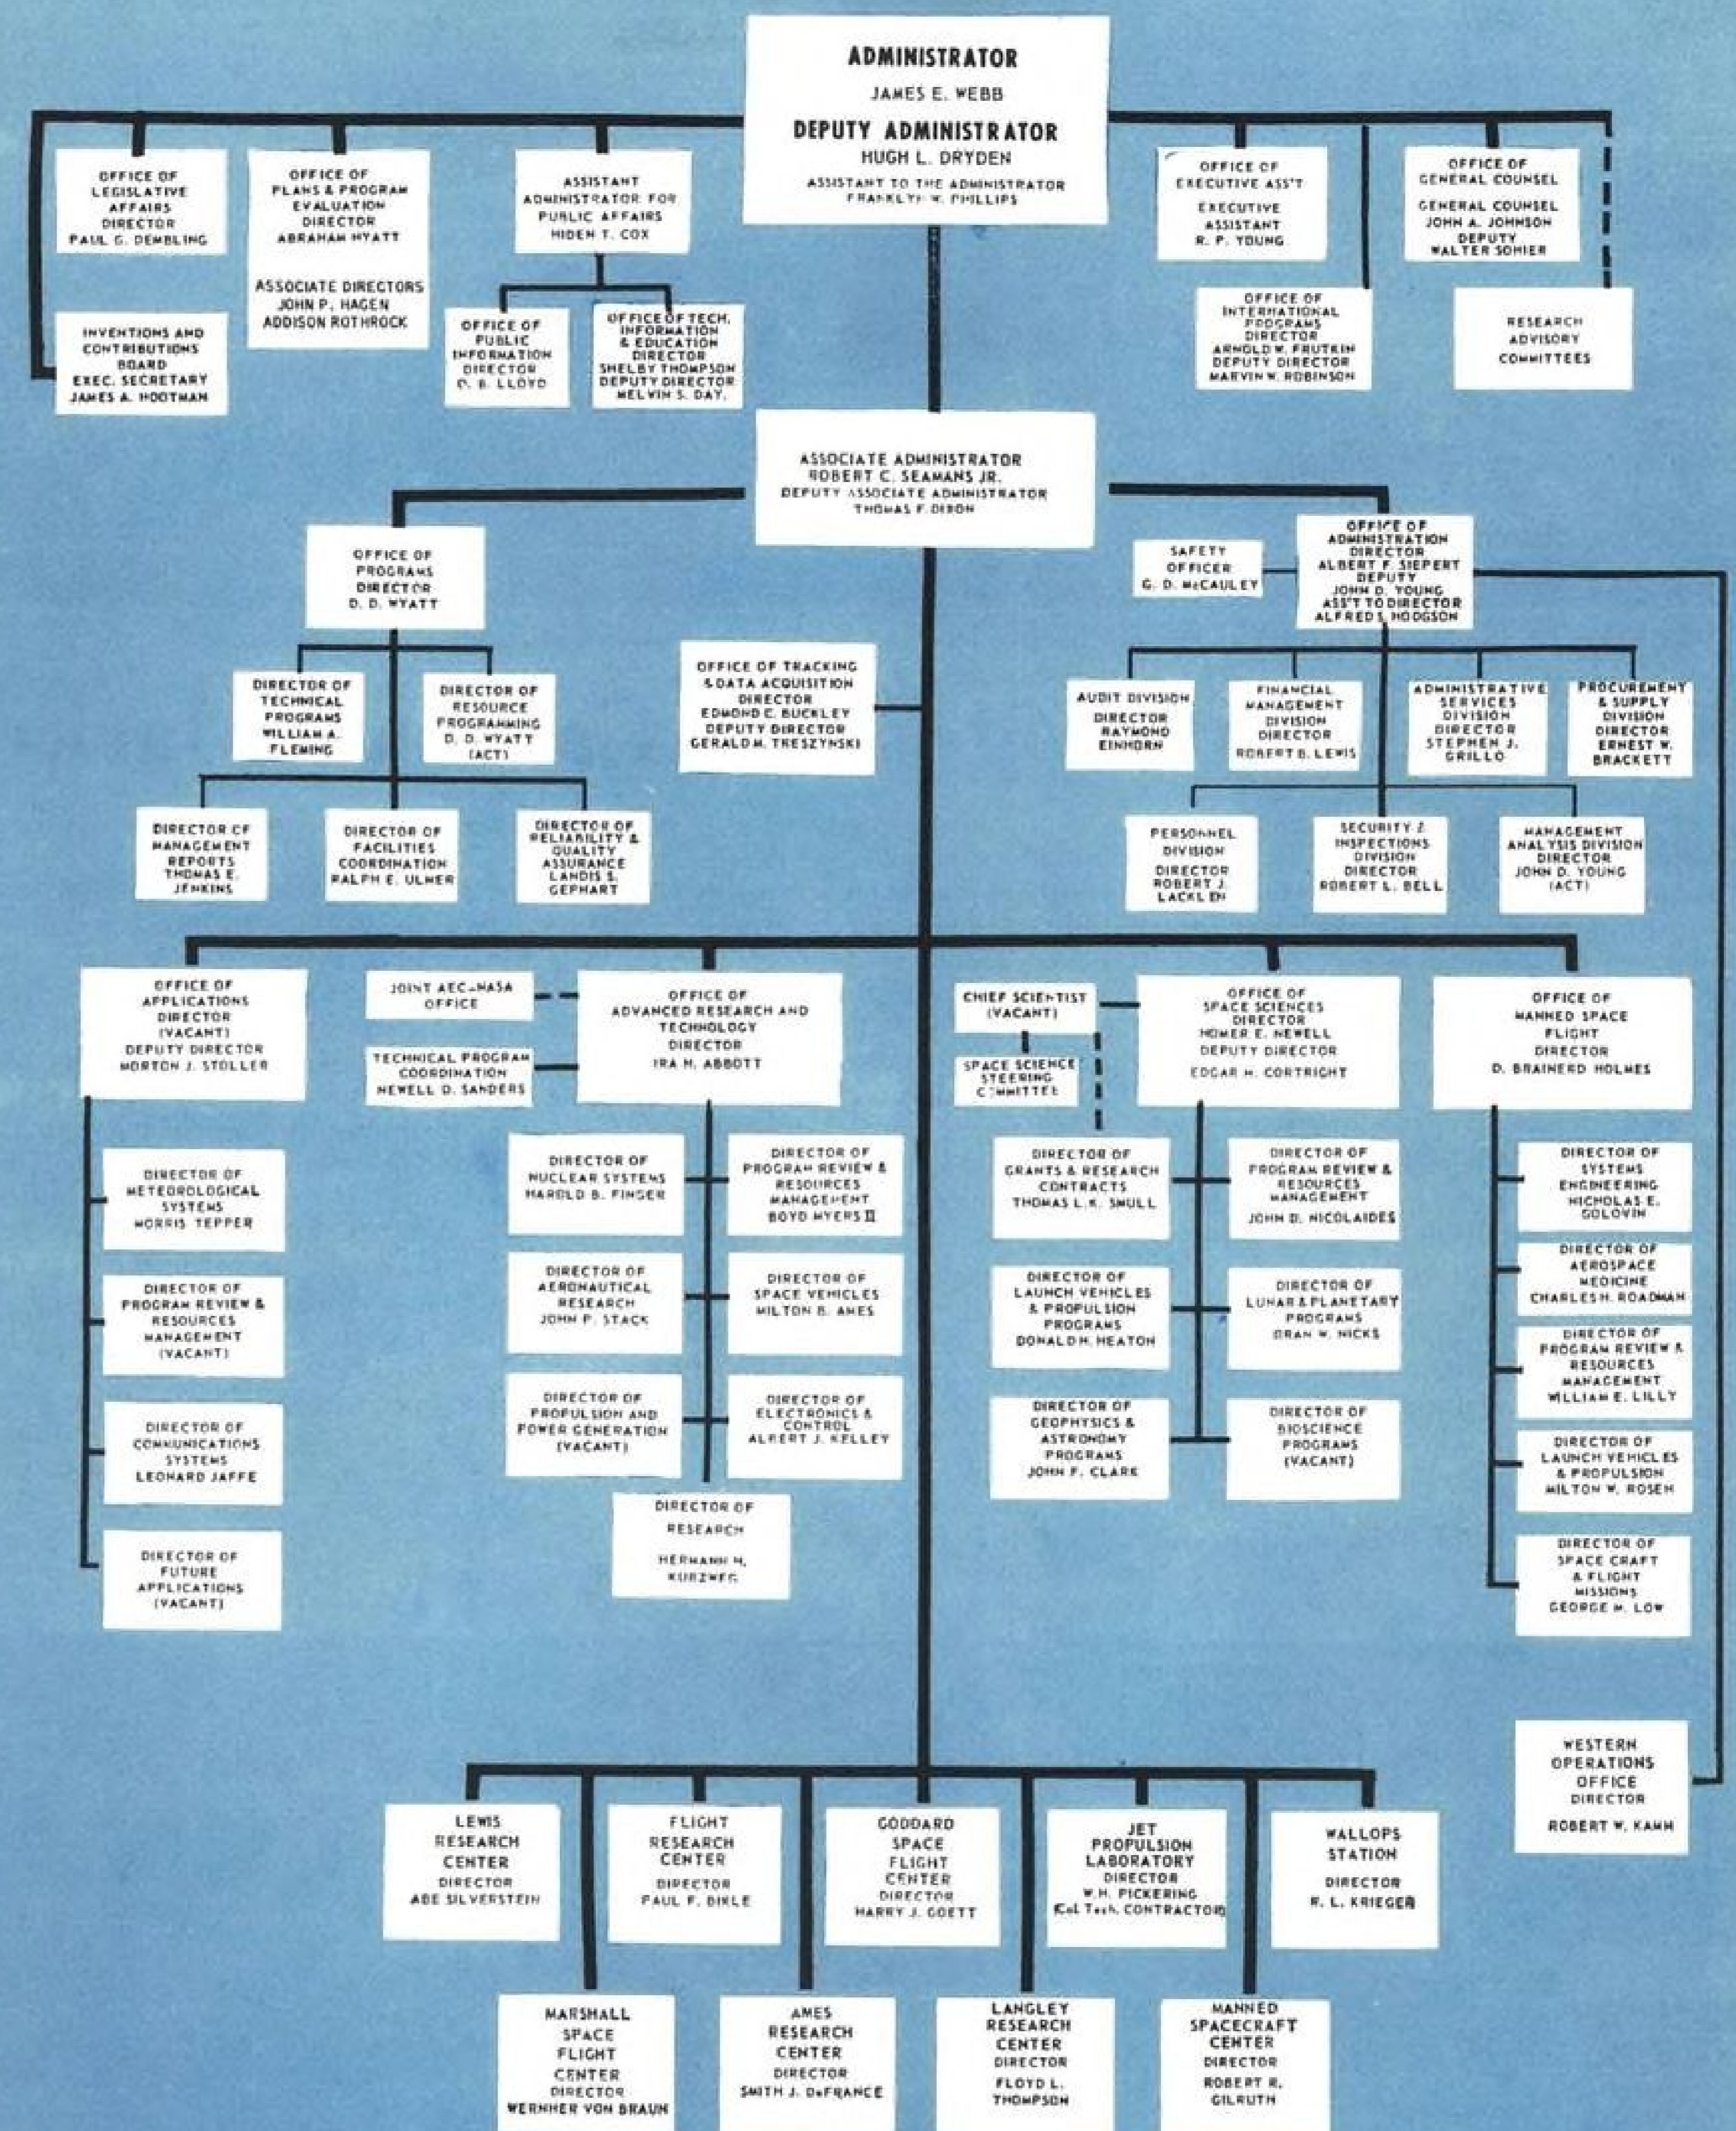 ADMINISTRATOR
JAMES E. WEBB
DEPUTY ADMINISTRATOR
HUGH L. DRYDEN
ASSISTANT TO THE ADMINISTRATOR
FRANKLYN W. PHILLIPS
OFFICE OF
LEGISLATIVE
AFFAIRS
DIRECTOR
PAUL G. DEMBLING
OFFICE OF
PLANS & PROGRAM
EVALUATION
DIRECTOR
ABRAHAM HYATT
ASSOCIATE DIRECTORS
JOHN P. HAGEN
ADDISON ROTHROCK
ASSISTANT
ADMINISTRATOR FOR
PUBLIC AFFAIRS
HIDEN T. COX
OFFICE OF
EXECUTIVE ASS'T
EXECUTIVE
ASSISTANT
R. P. YOUNG
OFFICE OF
GENERAL COUNSEL
GENERAL COUNSEL
JOHN A. JOHNSON
DEPUTY
WALTER SOHIER
INVENTIONS AND
CONTRIBUTIONS
BOARD
EXEC. SECRETARY
JAMES A. HOOTMAN
OFFICE OF
PUBLIC
INFORMATION
DIRECTOR
O. B. LLOYD
OFFICE OF TECH.
INFORMATION
& EDUCATION
DIRECTOR
SHELBY THOMPSON
DEPUTY DIRECTOR
MELVIN S. DAY.
OFFICE OF
INTERNATIONAL
PROGRAMS
DIRECTOR
ARNOLD W. FRUTKIN
DEPUTY DIRECTOR
MARVIN W. ROBINSON
RESEARCH
ADVISORY
COMMITTEES
ASSOCIATE ADMINISTRATOR
ROBERT C. SEAMANS JR.
DEPUTY ASSOCIATE ADMINISTRATOR
THOMAS F. DIXON
OFFICE OF
PROGRAMS
DIRECTOR
D. D. WYATT
SAFETY
OFFICER
G. D. McCAULEY
OFFICE OF
ADMINISTRATION
DIRECTOR
ALBERT F. SIEPERT
DEPUTY
JOHN D. YOUNG
ASS'T TO DIRECTOR
ALFRED S. HODGSON
DIRECTOR OF
TECHNICAL
PROGRAMS
WILLIAM A.
FLEMING
DIRECTOR OF
RESOURCE
PROGRAMMING
D. D. WYATT
(ACT)
OFFICE OF TRACKING
& DATA ACQUISITION
DIRECTOR
EDMOND C. BUCKLEY
DEPUTY DIRECTOR
GERALD M. TRESZYNSKI
AUDIT DIVISION
DIRECTOR
RAYMOND
EINHORN
FINANCIAL
MANAGEMENT
DIVISION
DIRECTOR
ROBERT B. LEWIS
ADMINISTRATIVE
SERVICES
DIVISION
DIRECTOR
STEPHEN J.
GRILLO
PROCUREMENT
& SUPPLY
DIVISION
DIRECTOR
ERNEST W.
BRACKETT
DIRECTOR OF
MANAGEMENT
REPORTS
THOMAS E.
JENKINS
DIRECTOR OF
FACILITIES
COORDINATION
RALPH E. ULMER
DIRECTOR OF
RELIABILITY &
QUALITY
ASSURANCE
LANDIS S.
GEPHART
PERSONNEL
DIVISION
DIRECTOR
ROBERT J.
LACKLEN
SECURITY &
INSPECTIONS
DIVISION
DIRECTOR
ROBERT L. BELL
MANAGEMENT
ANALYSIS DIVISION
DIRECTOR
JOHN D. YOUNG
(ACT)
OFFICE OF
APPLICATIONS
DIRECTOR
(VACANT)
DEPUTY DIRECTOR
MORTON J. STOLLER
JOINT AEC-NASA
OFFICE
TECHNICAL PROGRAM
COORDINATION
NEWELL D. SANDERS
OFFICE OF
ADVANCED RESEARCH AND
TECHNOLOGY
DIRECTOR
IRA H. ABBOTT
CHIEF SCIENTIST
(VACANT)
SPACE SCIENCE
STEERING
COMMITTEE
OFFICE OF
SPACE SCIENCES
DIRECTOR
HOMER E. NEWELL
DEPUTY DIRECTOR
EDGAR M. CORTRIGHT
OFFICE OF
MANNED SPACE
FLIGHT
DIRECTOR
D. BRAINERD HOLMES
DIRECTOR OF
METEOROLOGICAL
SYSTEMS
MORRIS TEPPER
DIRECTOR OF
PROGRAM REVIEW &
RESOURCES
MANAGEMENT
(VACANT)
DIRECTOR OF
COMMUNICATIONS
SYSTEMS
LEONARD JAFFE
DIRECTOR OF
FUTURE
APPLICATIONS
(VACANT)
DIRECTOR OF
NUCLEAR SYSTEMS
HAROLD B. FINGER
DIRECTOR OF
PROGRAM REVIEW &
RESOURCES
MANAGEMENT
BOYD MYERS II
DIRECTOR OF
AERONAUTICAL
RESEARCH
JOHN P. STACK
DIRECTOR OF
SPACE VEHICLES
MILTON B. AMES
DIRECTOR OF
PROPULSION AND
POWER GENERATION
(VACANT)
DIRECTOR OF
ELECTRONICS &
CONTROL
ALBERT J. KELLEY
DIRECTOR OF
RESEARCH
HERMANN H.
KURZWEG
DIRECTOR OF
GRANTS & RESEARCH
CONTRACTS
THOMAS L. K. SMULL
DIRECTOR OF
PROGRAM REVIEW &
RESOURCES
MANAGEMENT
JOHN D. NICOLAIDES
DIRECTOR OF
LAUNCH VEHICLES
& PROPULSION
PROGRAMS
DONALD H. HEATON
DIRECTOR OF
LUNAR & PLANETARY
PROGRAMS
ORAN W. NICKS
DIRECTOR OF
GEOPHYSICS &
ASTRONOMY
PROGRAMS
JOHN F. CLARK
DIRECTOR OF
BIOSCIENCE
PROGRAMS
(VACANT)
DIRECTOR OF
SYSTEMS
ENGINEERING
NICHOLAS E.
GOLOVIN
DIRECTOR OF
AEROSPACE
MEDICINE
CHARLES H. ROADMAN
DIRECTOR OF
PROGRAM REVIEW &
RESOURCES
MANAGEMENT
WILLIAM E. LILLY
DIRECTOR OF
LAUNCH VEHICLES
& PROPULSION
MILTON W. ROSEN
DIRECTOR OF
SPACE CRAFT
& FLIGHT
MISSIONS
GEORGE M. LOW
WESTERN
OPERATIONS
OFFICE
DIRECTOR
ROBERT W. KAMM
LEWIS
RESEARCH
CENTER
DIRECTOR
ABE SILVERSTEIN
FLIGHT
RESEARCH
CENTER
DIRECTOR
PAUL F. BIKLE
GODDARD
SPACE
FLIGHT
CENTER
DIRECTOR
HARRY J. GOETT
JET
PROPULSION
LABORATORY
DIRECTOR
W.H. PICKERING
(Cal. Tech. CONTRACTOR)
WALLOPS
STATION
DIRECTOR
R. L. KRIEGER
MARSHALL
SPACE
FLIGHT
CENTER
DIRECTOR
WERNHER VON BRAUN
AMES
RESEARCH
CENTER
DIRECTOR
SMITH J. DeFRANCE
LANGLEY
RESEARCH
CENTER
DIRECTOR
FLOYD L.
THOMPSON
MANNED
SPACECRAFT
CENTER
DIRECTOR
ROBERT R.
GILRUTH